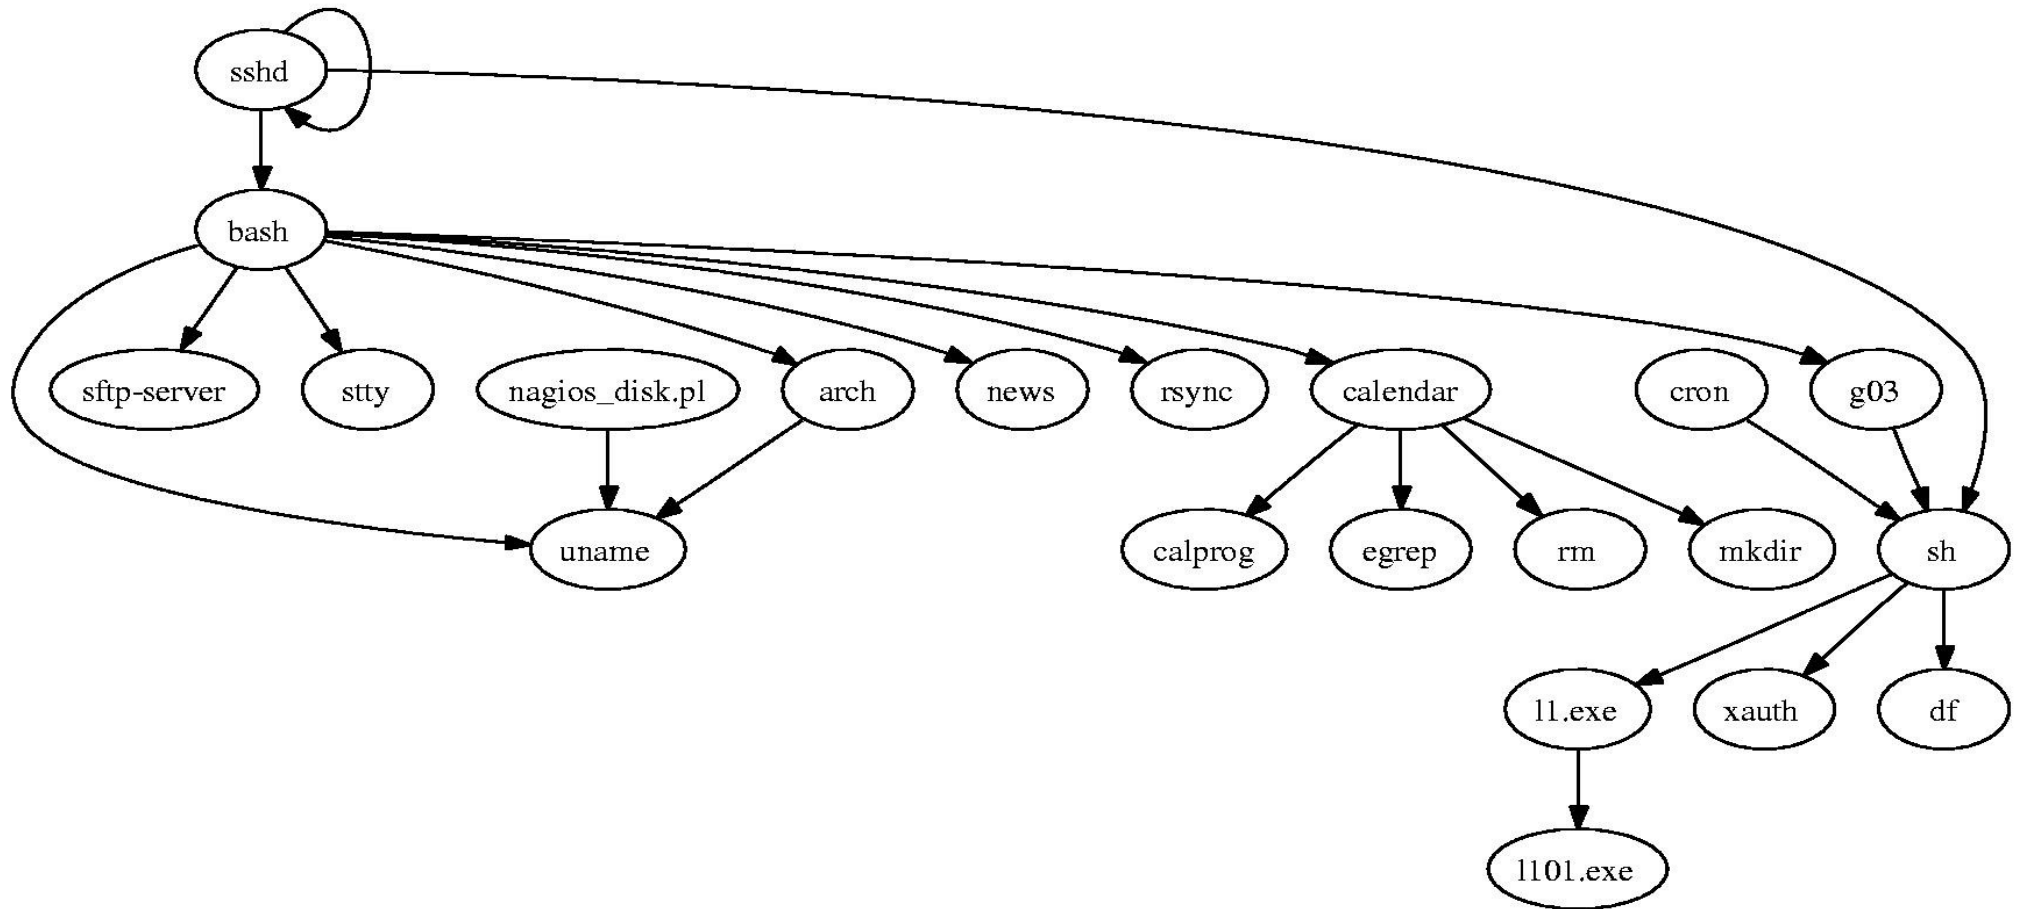 sshd
bash
sftp-server
stty
nagios_disk.pl
arch
news
rsync
calendar
cron
g03
uname
calprog
egrep
rm
mkdir
sh
l1.exe
xauth
df
l101.exe